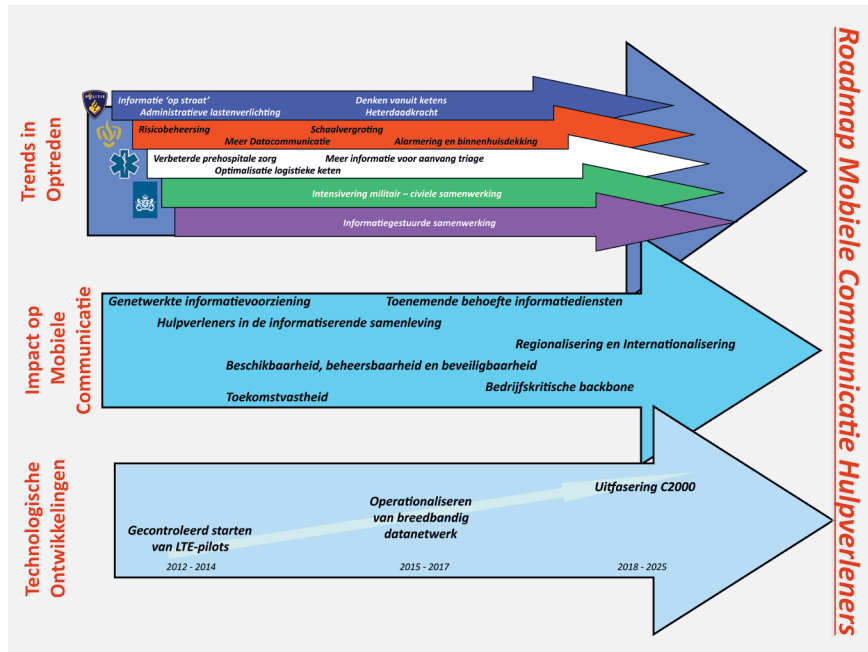 Roadmap Mobiele Communicatie Hulpverleners
Trends in
Optreden
POLITIE
Informatie ‘op straat’
Denken vanuit ketens
Administratieve lastenverlichting
Heterdaadkracht
Risicobeheersing
Schaalvergroting
Meer Datacommunicatie
Alarmering en binnenhuisdekking
Verbeterde prehospitale zorg
Meer informatie voor aanvang triage
Optimalisatie logistieke keten
Intensivering militair – civiele samenwerking
Informatiegestuurde samenwerking
Impact op
Mobiele
Communicatie
Genetwerkte informatievoorziening
Toenemende behoefte informatiediensten
Hulpverleners in de informatiserende samenleving
Regionalisering en Internationalisering
Beschikbaarheid, beheersbaarheid en beveiligbaarheid
Bedrijfskritische backbone
Toekomstvastheid
Technologische
Ontwikkelingen
Gecontroleerd starten
van LTE-pilots
2012 - 2014
Operationaliseren
van breedbandig
datanetwerk
2015 - 2017
Uitfasering C2000
2018 - 2025